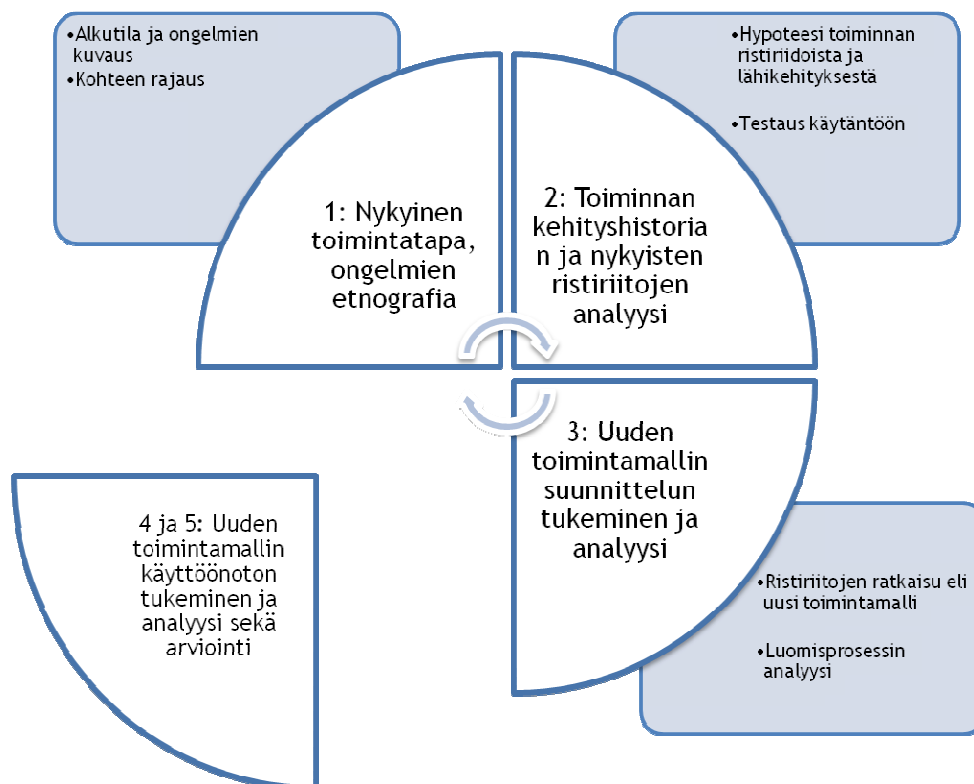 •Alkutila ja ongelmien
kuvaus
•Kohteen rajaus
•Hypoteesi toiminnan
ristiriidoista ja
lähikehityksestä
•Testaus käytäntöön
1: Nykyinen
toimintatapa,
ongelmien
etnografia
2: Toiminnan
kehityshistoria
n ja nykyisten
ristiriitojen
analyysi
3: Uuden
toimintamallin
suunnittelun
tukeminen ja
analyysi
4 ja 5: Uuden
toimintamallin
käyttöönoton
tukeminen ja
analyysi sekä
arviointi
•Ristiriitojen ratkaisu eli
uusi toimintamalli
•Luomisprosessin
analyysi